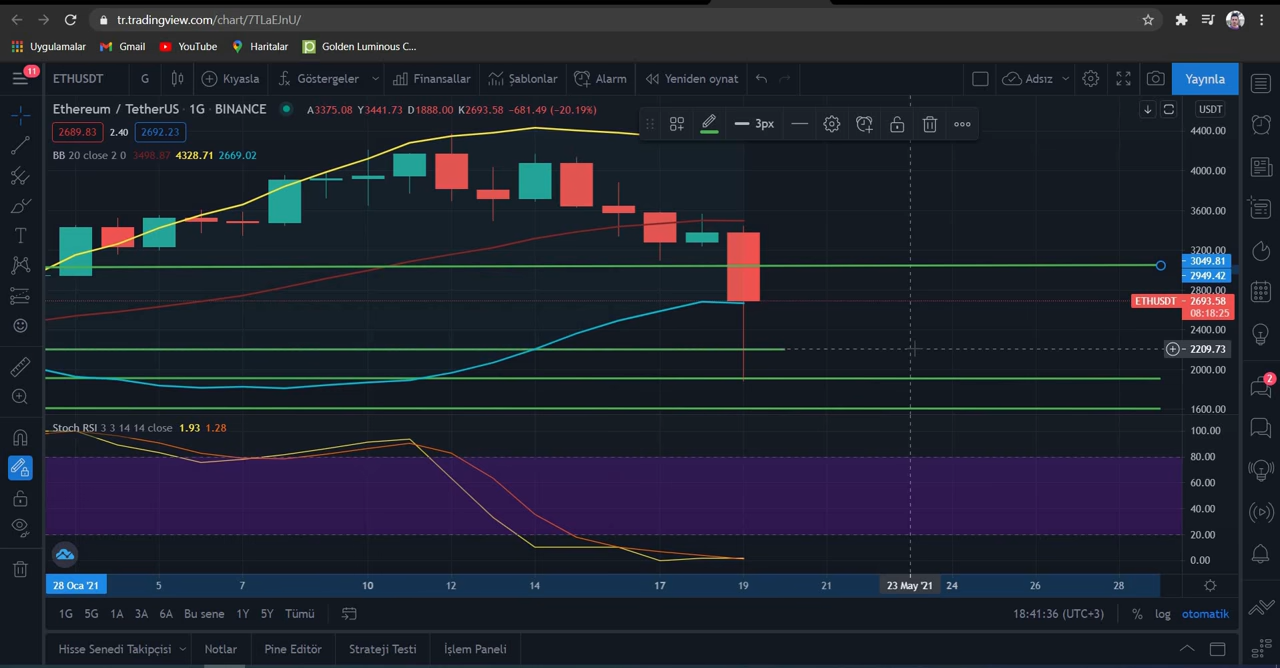 tr.tradingview.com/chart/7TLaEJnU/
Uygulamalar Gmail YouTube Haritalar Golden Luminous C...
11
ETHUSDT G Kıyasla Göstergeler Finansallar Şablonlar Alarm Yeniden oynat Adsız Yayınla
Ethereum / TetherUS · 1G · BINANCE A3375.08 Y3441.73 D1888.00 K2693.58 −681.49 (−20.19%)
USDT
3px
2689.83 2.40 2692.23
BB 20 close 2 0 3498.87 4328.71 2669.02
4400.00
4000.00
3600.00
3200.00
3049.81
2949.42
2800.00
ETHUSDT 2693.58
08:18:25
2400.00
2209.73
2000.00
1600.00
2
Stoch RSI 3 3 14 14 close 1.93 1.28
100.00
80.00
60.00
40.00
20.00
0.00
28 Oca '21 5 7 10 12 14 17 19 21 23 May '21 24 26 28
1G 5G 1A 3A 6A Bu sene 1Y 5Y Tümü 18:41:36 (UTC+3) % log otomatik
Hisse Senedi Takipçisi Notlar Pine Editör Strateji Testi İşlem Paneli